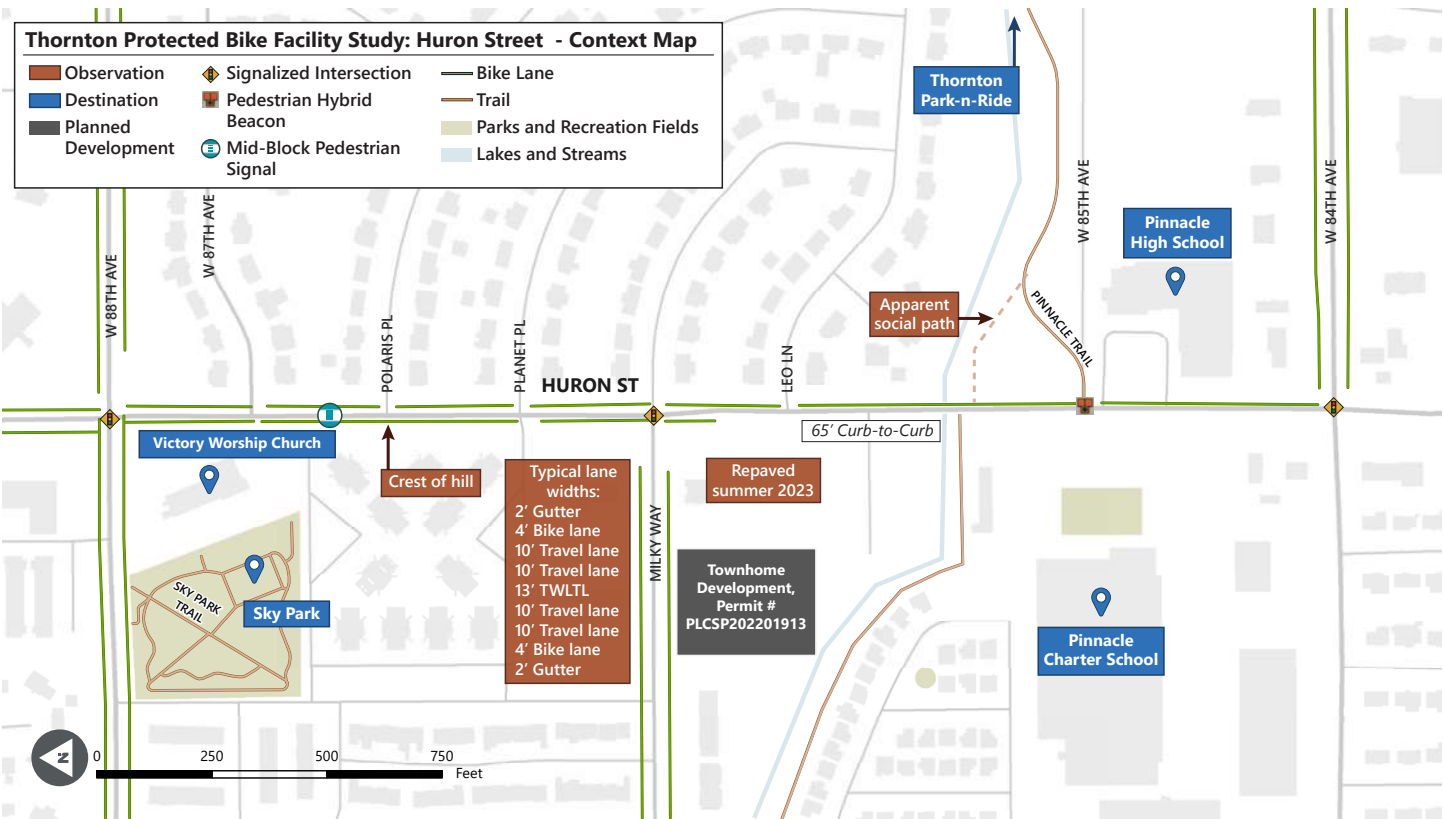 Thornton Protected Bike Facility Study: Huron Street - Context Map
Observation
Destination
Planned
Development
Signalized Intersection
Pedestrian Hybrid
Beacon
Mid-Block Pedestrian
Signal
Bike Lane
Trail
Parks and Recreation Fields
Lakes and Streams
Thornton
Park-n-Ride
W 88TH AVE
W 87TH AVE
POLARIS PL
PLANET PL
HURON ST
LEO LN
W 85TH AVE
W 84TH AVE
Pinnacle
High School
Apparent
social path
PINNACLE TRAIL
65' Curb-to-Curb
Victory Worship Church
Crest of hill
Typical lane
widths:
2' Gutter
4' Bike lane
10' Travel lane
10' Travel lane
13' TWLTL
10' Travel lane
10' Travel lane
4' Bike lane
2' Gutter
MILKY WAY
Repaved
summer 2023
Townhome
Development,
Permit #
PLCSP202201913
SKY PARK
TRAIL
Sky Park
Pinnacle
Charter School
N
0 250 500 750
Feet